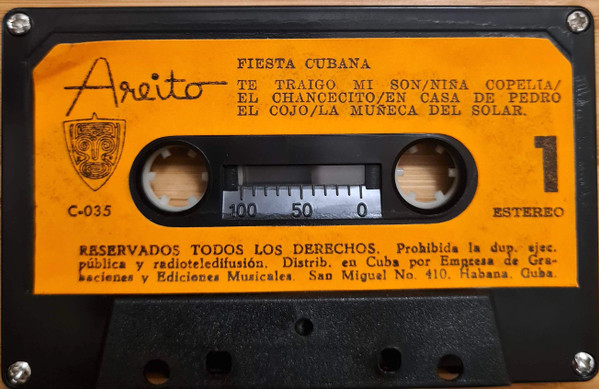 Areito
FIESTA CUBANA
TE TRAIGO MI SON/NIÑA COPELIA/
EL CHANCECITO/EN CASA DE PEDRO
EL COJO/LA MUÑECA DEL SOLAR.
1
C-035
100 50 0
ESTEREO
RESERVADOS TODOS LOS DERECHOS. Prohibida la dup. ejec.
pública y radioteledifusión. Distrib. en Cuba por Empresa de Gra-
baciones y Ediciones Musicales. San Miguel No. 410. Habana. Cuba.